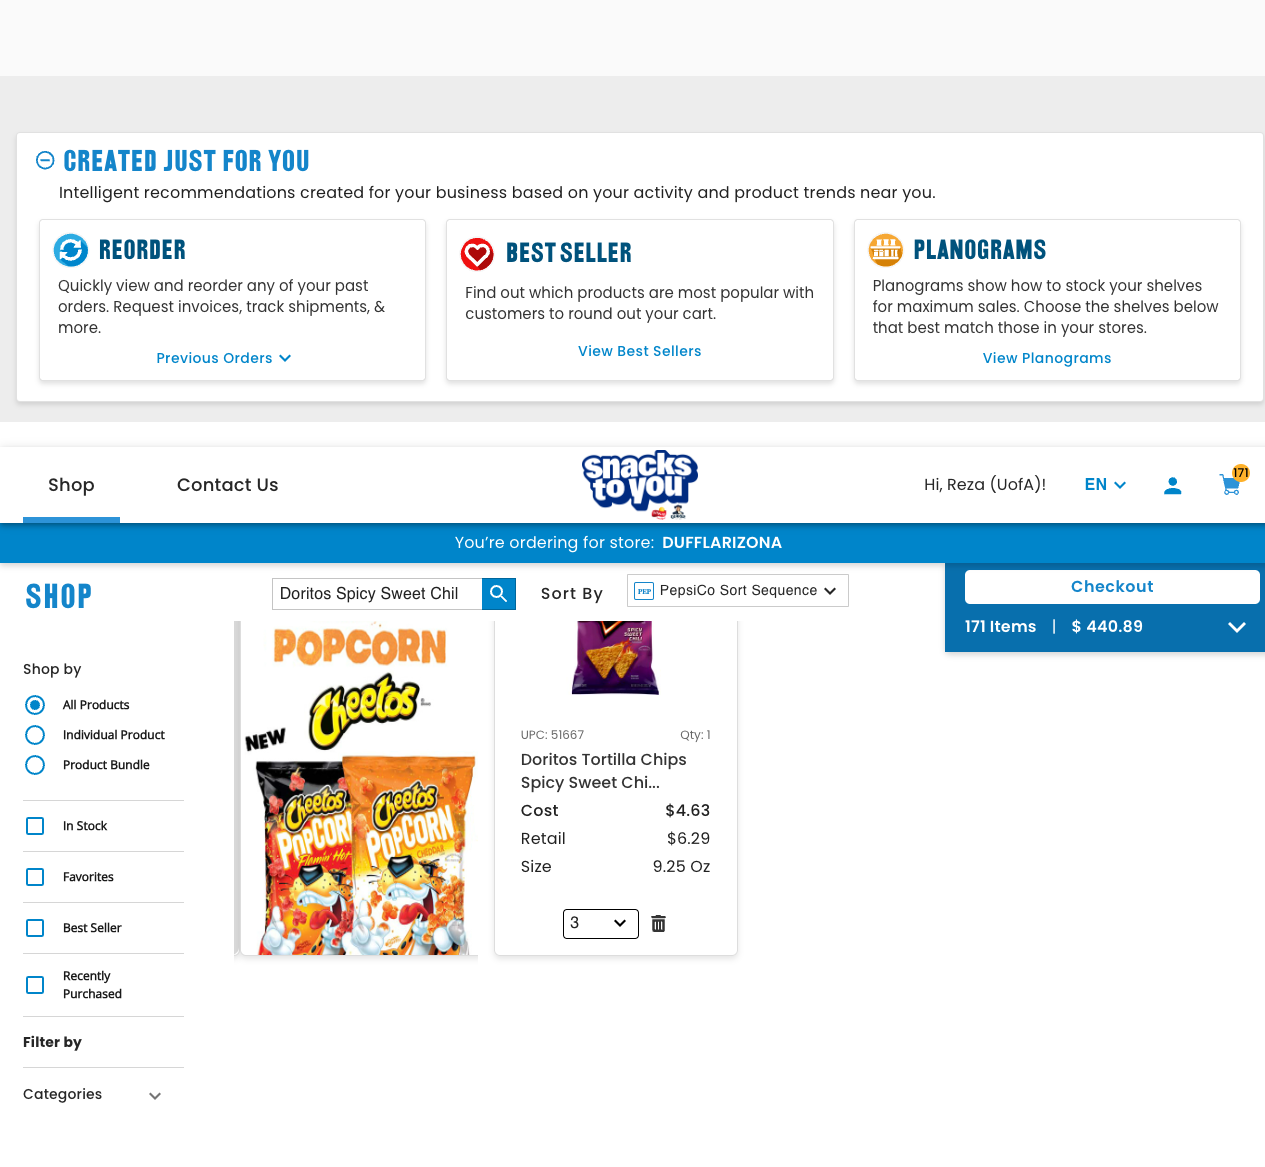 CREATED JUST FOR YOU
Intelligent recommendations created for your business based on your activity and product trends near you.
REORDER
Quickly view and reorder any of your past
orders. Request invoices, track shipments, &
more.
Previous Orders
BEST SELLER
Find out which products are most popular with
customers to round out your cart.
View Best Sellers
PLANOGRAMS
Planograms show how to stock your shelves
for maximum sales. Choose the shelves below
that best match those in your stores.
View Planograms
Shop
Contact Us
snacks
to you
Hi, Reza (UofA)!
EN
171
You're ordering for store: DUFFLARIZONA
SHOP
Doritos Spicy Sweet Chil
Sort By
PEP
PepsiCo Sort Sequence
Checkout
171 Items | $ 440.89
Shop by
All Products
Individual Product
Product Bundle
In Stock
Favorites
Best Seller
Recently
Purchased
Filter by
Categories
POPCORN
Cheetos
NEW
Cheetos
POPCORN
Flamin' Hot
Cheetos
POPCORN
CHEDDAR
SPICY
SWEET
CHILI
UPC: 51667
Qty: 1
Doritos Tortilla Chips
Spicy Sweet Chi...
Cost $4.63
Retail $6.29
Size 9.25 Oz
3